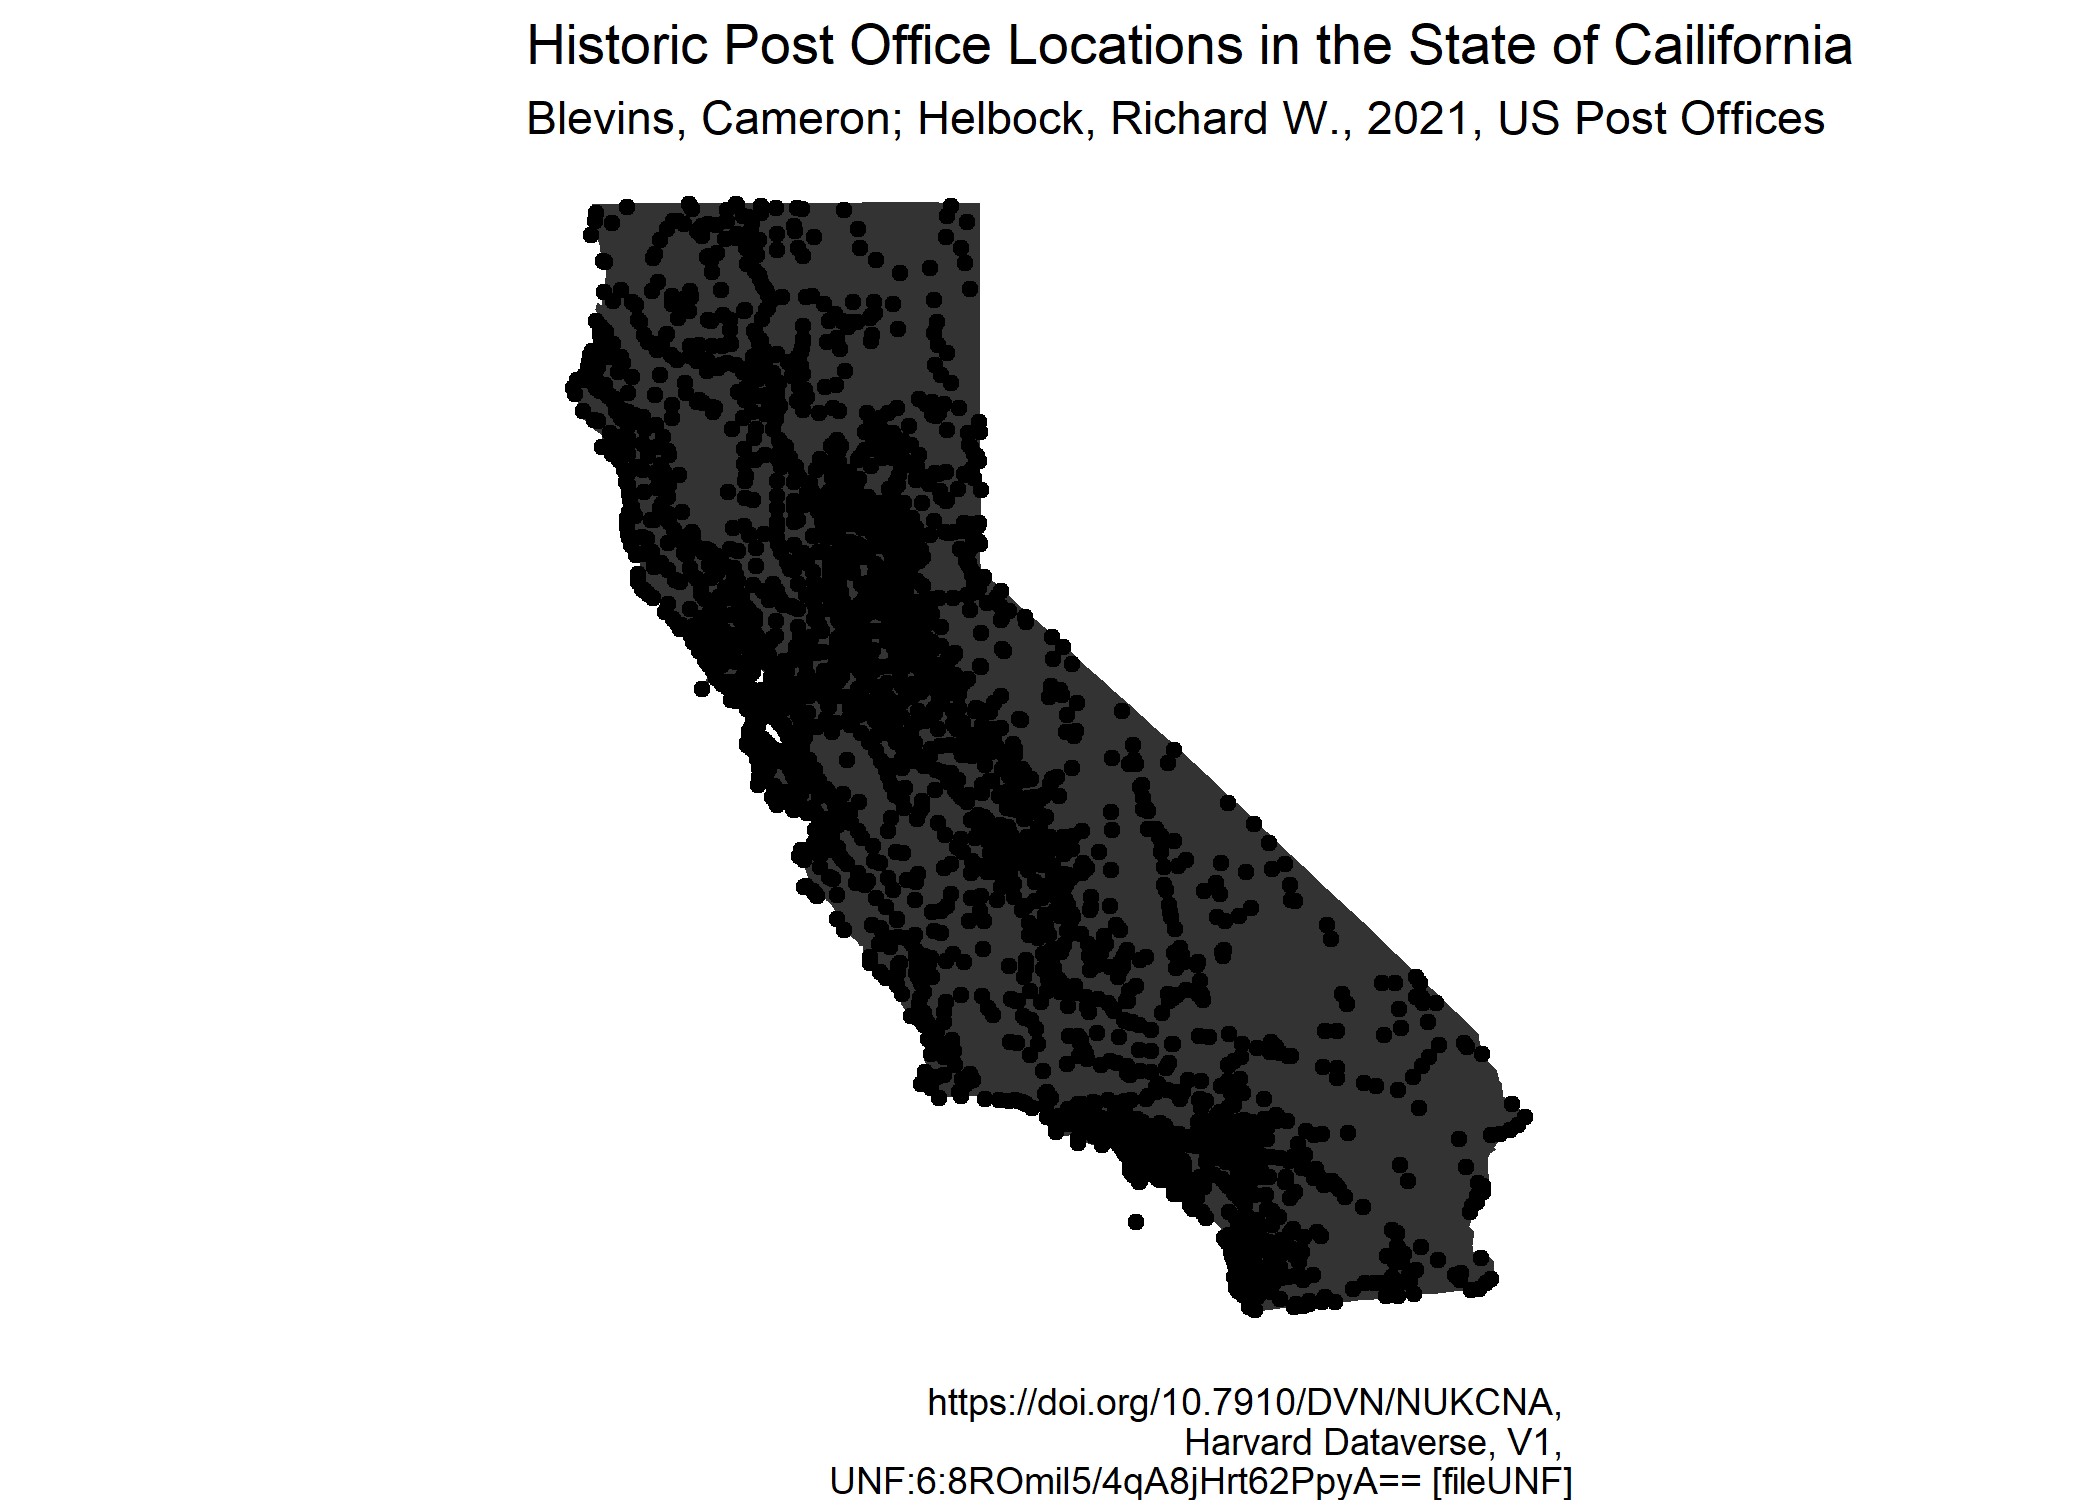 Historic Post Office Locations in the State of Cailifornia
Blevins, Cameron; Helbock, Richard W., 2021, US Post Offices
https://doi.org/10.7910/DVN/NUKCNA,
Harvard Dataverse, V1,
UNF:6:8ROmil5/4qA8jHrt62PpyA== [fileUNF]